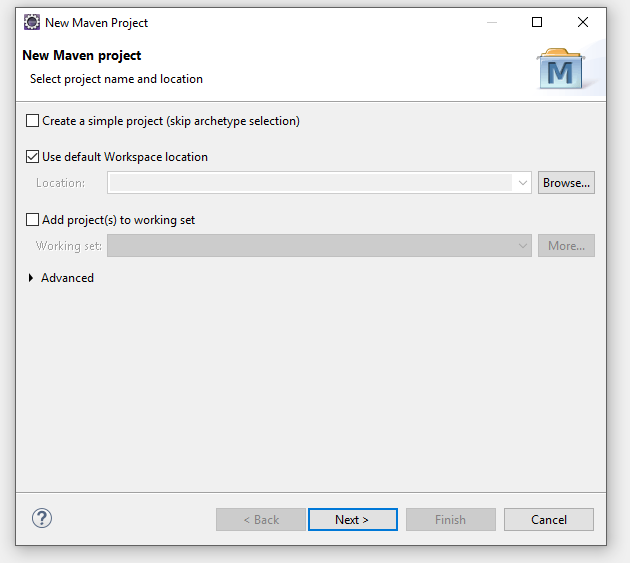 New Maven Project
New Maven project
Select project name and location
M
Create a simple project (skip archetype selection)
Use default Workspace location
Location:
Browse...
Add project(s) to working set
Working set:
More...
Advanced
?
< Back
Next >
Finish
Cancel